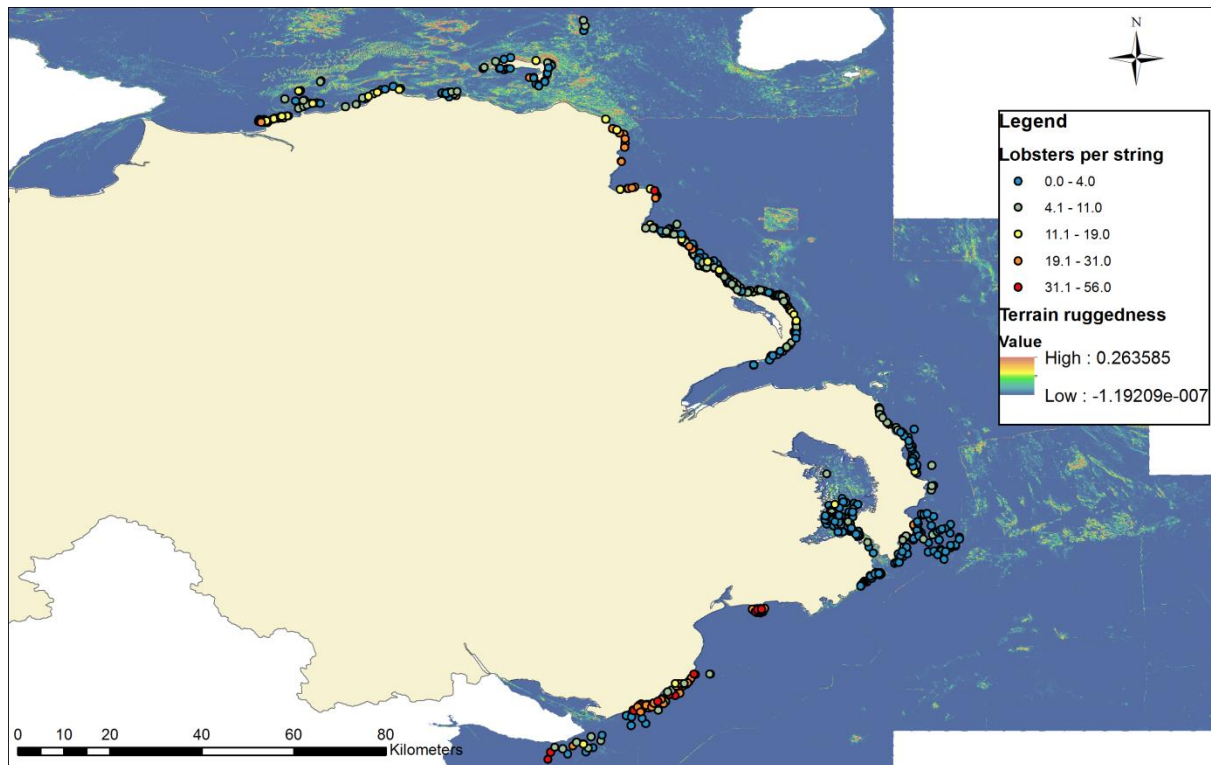 N
Legend
Lobsters per string
0.0 - 4.0
4.1 - 11.0
11.1 - 19.0
19.1 - 31.0
31.1 - 56.0
Terrain ruggedness
Value
High : 0.263585
Low : -1.19209e-007
0 10 20 40 60 80
Kilometers